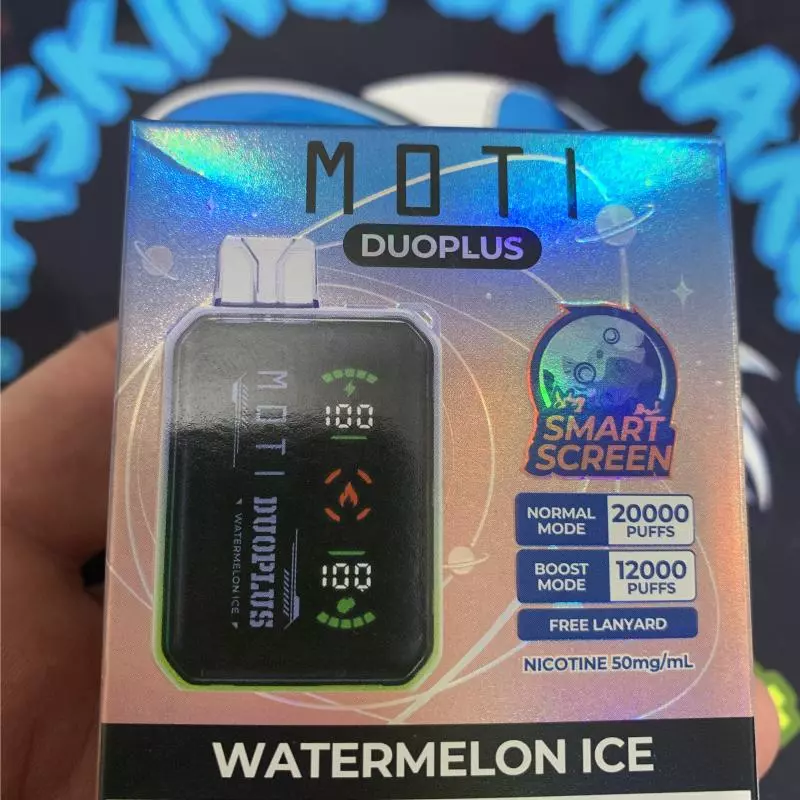 MOTI
DUOPLUS
100
100
MOTI
DUOPLUS
WATERMELON ICE
SMART
SCREEN
NORMAL
MODE
20000
PUFFS
BOOST
MODE
12000
PUFFS
FREE LANYARD
NICOTINE 50mg/mL
WATERMELON ICE